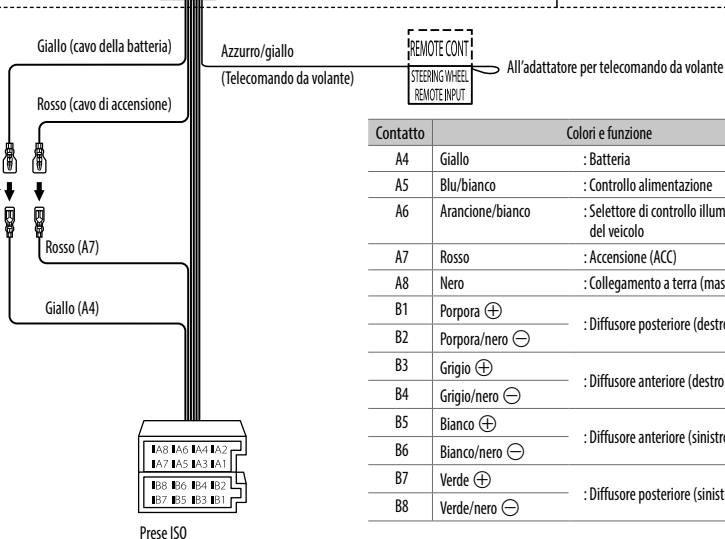 Giallo (cavo della batteria)
Azzurro/giallo
(Telecomando da volante)
REMOTE CONT
STEERING WHEEL
REMOTE INPUT
All'adattatore per telecomando da volante
Rosso (cavo di accensione)
Rosso (A7)
Giallo (A4)
A8 A6 A4 A2
A7 A5 A3 A1
B8 B6 B4 B2
B7 B5 B3 B1
Prese ISO
Contatto Colori e funzione
A4 Giallo : Batteria
A5 Blu/bianco : Controllo alimentazione
A6 Arancione/bianco : Selettore di controllo
del veicolo
A7 Rosso : Accensione (ACC)
A8 Nero : Collegamento a terra
B1 Porpora ⊕
: Diffusore posteriore
B2 Porpora/nero ⊖
B3 Grigio ⊕
: Diffusore anteriore (destro
B4 Grigio/nero ⊖
B5 Bianco ⊕
: Diffusore anteriore
B6 Bianco/nero ⊖
B7 Verde ⊕
: Diffusore posteriore
B8 Verde/nero ⊖